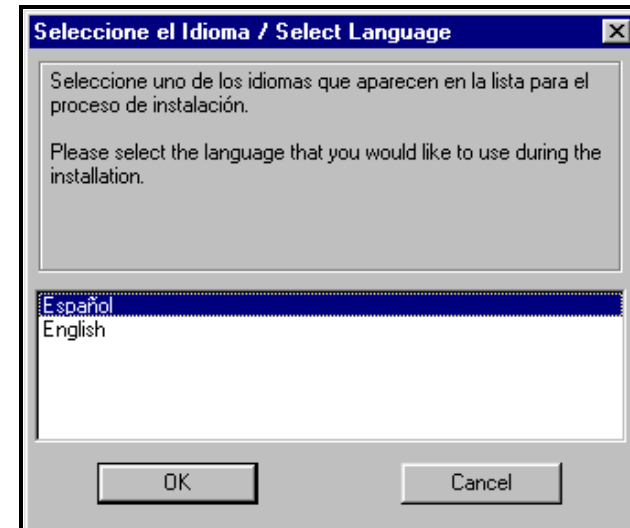 Seleccione el Idioma / Select Language
Seleccione uno de los idiomas que aparecen en la lista para el
proceso de instalación.
Please select the language that you would like to use during the
installation.
Español
English
OK
Cancel